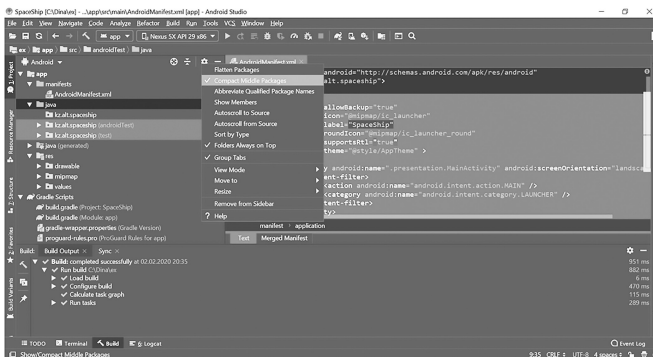 SpaceShip [C:\Dina\ex] - ...\app\src\main\AndroidManifest.xml [app] - Android Studio
File Edit View Navigate Code Analyze Refactor Build Run Tools VCS Window Help
app Nexus 5X API 29 x86
ex app src androidTest java
Android AndroidManifest.xml
1: Project
Resource Manager
Z: Structure
2: Favorites
Build Variants
app
manifests
AndroidManifest.xml
java
kz.alt.spaceship
kz.alt.spaceship (androidTest)
kz.alt.spaceship (test)
java (generated)
res
drawable
mipmap
values
Gradle Scripts
build.gradle (Project: SpaceShip)
build.gradle (Module: app)
gradle-wrapper.properties (Gradle Version)
proguard-rules.pro (ProGuard Rules for app)
Flatten Packages
Compact Middle Packages
Abbreviate Qualified Package Names
Show Members
Autoscroll to Source
Autoscroll from Source
Sort by Type
Folders Always on Top
Group Tabs
View Mode
Move to
Resize
Remove from Sidebar
? Help
android="http://schemas.android.com/apk/res/android"
alt.spaceship">
allowBackup="true"
icon="@mipmap/ic_launcher"
label="SpaceShip"
roundIcon="@mipmap/ic_launcher_round"
supportsRtl="true"
theme="@style/AppTheme" >
y android:name=".presentation.MainActivity" android:screenOrientation="landsca
ent-filter>
<action android:name="android.intent.action.MAIN" />
<category android:name="android.intent.category.LAUNCHER" />
tent-filter>
ty>
manifest › application
Text Merged Manifest
Build: Build Output × Sync ×
Build: completed successfully at 02.02.2020 20:35 951 ms
Run build C:\Dina\ex 882 ms
Load build 6 ms
Configure build 470 ms
Calculate task graph 115 ms
Run tasks 289 ms
TODO Terminal Build 6: Logcat Event Log
Show/Compact Middle Packages 9:35 CRLF UTF-8 4 spaces